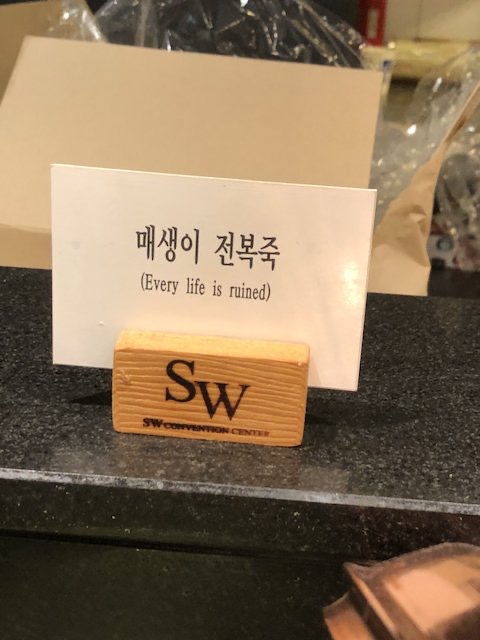 매생이 전복죽
(Every life is ruined)
SW
SW CONVENTION CENTER